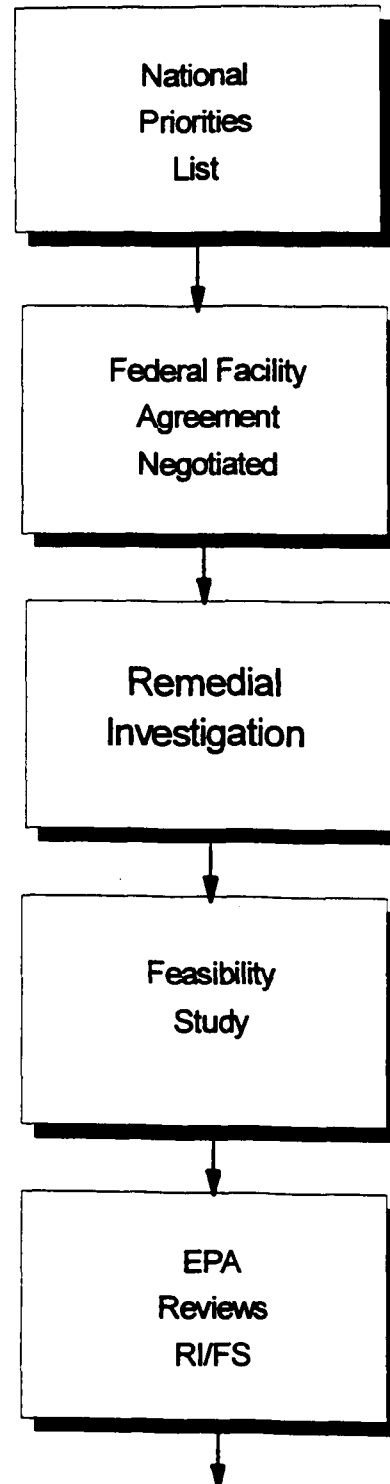 National
Priorities
List
Federal Facility
Agreement
Negotiated
Remedial
Investigation
Feasibility
Study
EPA
Reviews
RI/FS